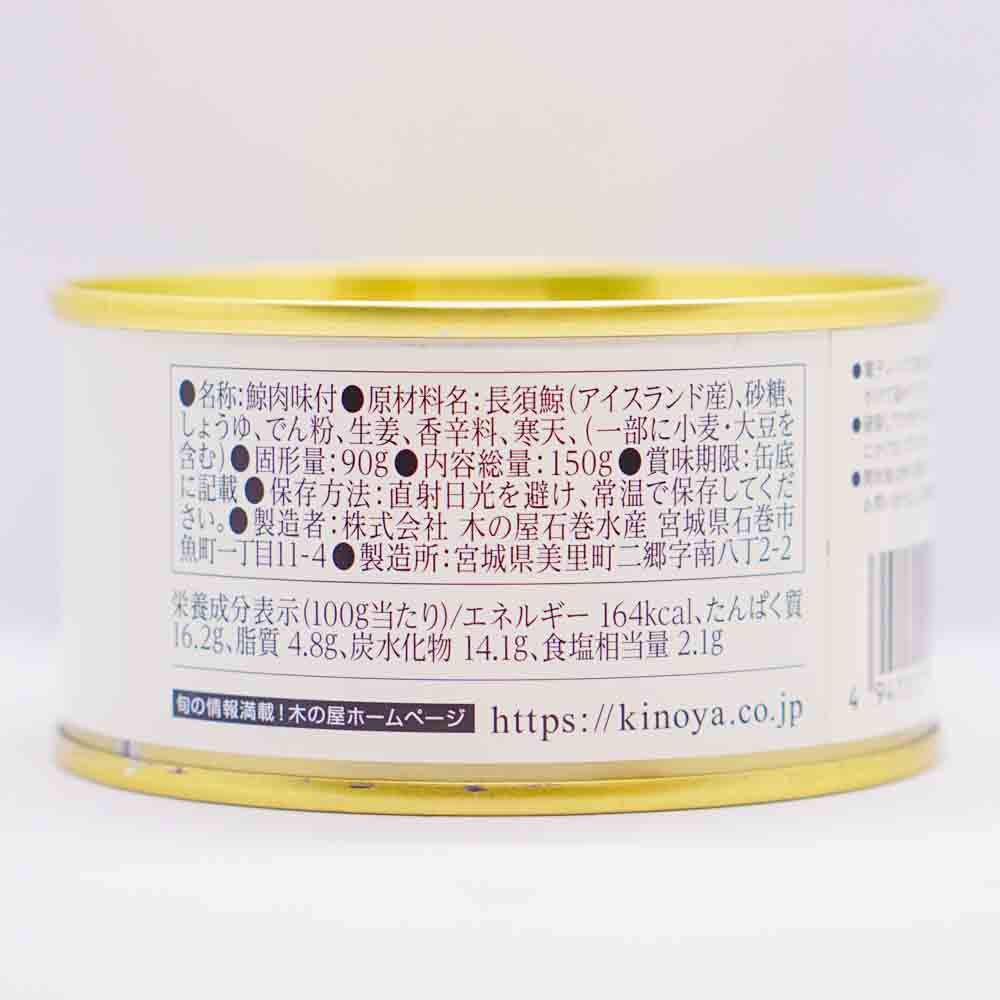 ●名称:鯨肉味付●原材料名:長須鯨(アイスランド産)、砂糖、
しょうゆ、でん粉、生姜、香辛料、寒天、(一部に小麦・大豆を
含む)●固形量:90g●内容総量:150g●賞味期限:缶底
に記載●保存方法:直射日光を避け、常温で保存してくだ
さい。●製造者:株式会社 木の屋石巻水産 宮城県石巻市
魚町一丁目11-4●製造所:宮城県美里町二郷字南八丁2-2
栄養成分表示(100g当たり)/エネルギー 164kcal、たんぱく質
16.2g、脂質 4.8g、炭水化物 14.1g、食塩相当量 2.1g
旬の情報満載!木の屋ホームページ https://kinoya.co.jp